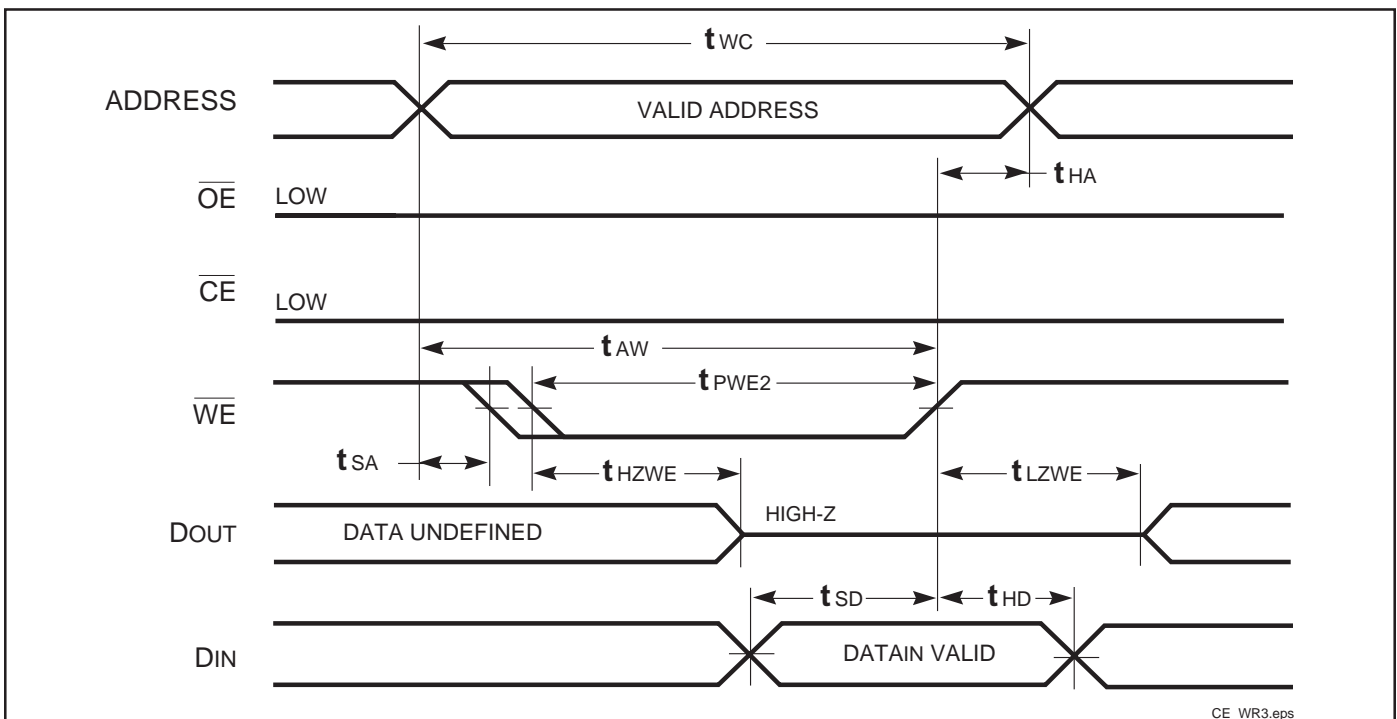 tWC
ADDRESS
VALID ADDRESS
tHA
OE LOW
CE LOW
tAW
tPWE2
WE
tSA
tHZWE
tLZWE
DOUT
DATA UNDEFINED
HIGH-Z
tSD
tHD
DIN
DATAIN VALID
CE_WR3.eps